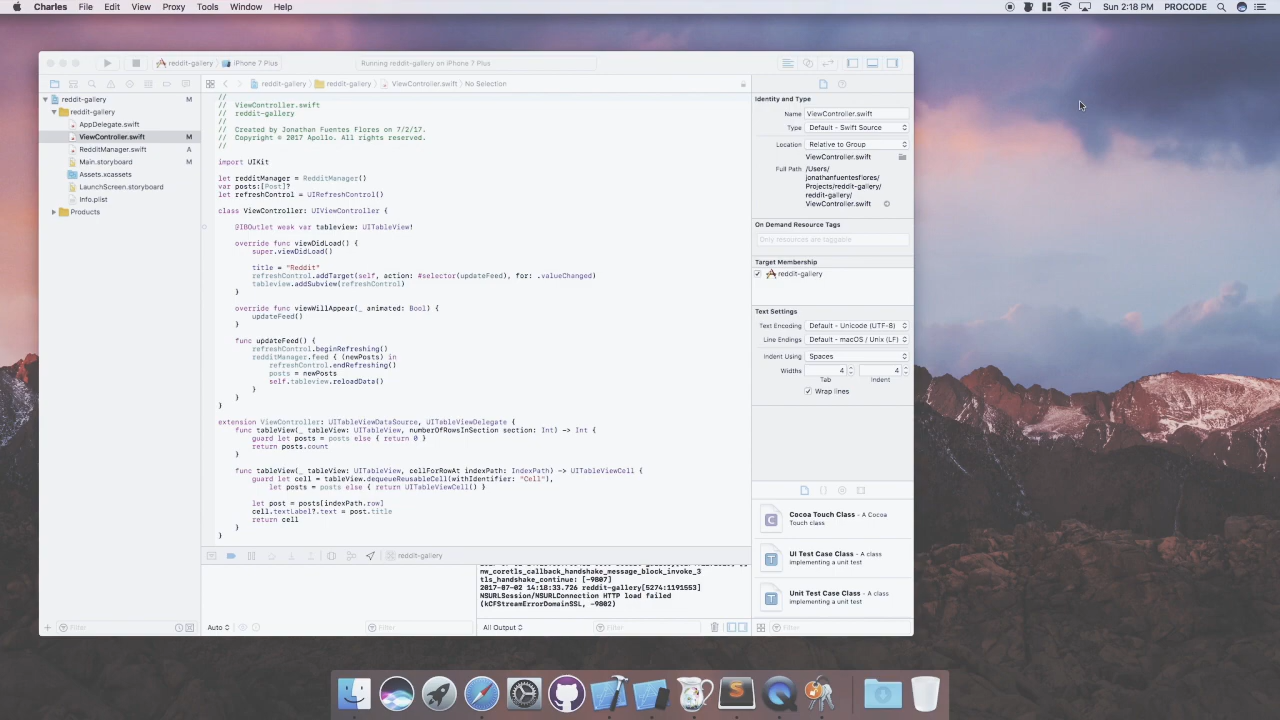 Charles File Edit View Proxy Tools Window Help
Sun 2:18 PM PROCODE
reddit-gallery iPhone 7 Plus
Running reddit-gallery on iPhone 7 Plus
reddit-gallery M
reddit-gallery
AppDelegate.swift
ViewController.swift M
RedditManager.swift A
Main.storyboard M
Assets.xcassets
LaunchScreen.storyboard
Info.plist
Products
Filter
reddit-gallery reddit-gallery ViewController.swift No Selection
//
// ViewController.swift
// reddit-gallery
//
// Created by Jonathan Fuentes Flores on 7/2/17.
// Copyright © 2017 Apollo. All rights reserved.
//
import UIKit
let redditManager = RedditManager()
var posts:[Post]?
let refreshControl = UIRefreshControl()
class ViewController: UIViewController {
@IBOutlet weak var tableview: UITableView!
override func viewDidLoad() {
super.viewDidLoad()
title = "Reddit"
refreshControl.addTarget(self, action: #selector(updateFeed), for: .valueChanged)
tableview.addSubview(refreshControl)
}
override func viewWillAppear(_ animated: Bool) {
updateFeed()
}
func updateFeed() {
refreshControl.beginRefreshing()
redditManager.feed { (newPosts) in
refreshControl.endRefreshing()
posts = newPosts
self.tableview.reloadData()
}
}
}
extension ViewController: UITableViewDataSource, UITableViewDelegate {
func tableView(_ tableView: UITableView, numberOfRowsInSection section: Int) -> Int {
guard let posts = posts else { return 0 }
return posts.count
}
func tableView(_ tableView: UITableView, cellForRowAt indexPath: IndexPath) -> UITableViewCell {
guard let cell = tableView.dequeueReusableCell(withIdentifier: "Cell"),
let posts = posts else { return UITableViewCell() }
let post = posts[indexPath.row]
cell.textLabel?.text = post.title
return cell
}
}
reddit-gallery
nw_coretls_callback_handshake_message_block_invoke_3
tls_handshake_continue: [-9807]
2017-07-02 14:18:33.726 reddit-gallery[5274:1191553]
NSURLSession/NSURLConnection HTTP load failed
(kCFStreamErrorDomainSSL, -9802)
Auto Filter
All Output Filter
Identity and Type
Name ViewController.swift
Type Default - Swift Source
Location Relative to Group
ViewController.swift
Full Path /Users/
jonathanfuentesflores/
Projects/reddit-gallery/
reddit-gallery/
ViewController.swift
On Demand Resource Tags
Only resources are taggable
Target Membership
reddit-gallery
Text Settings
Text Encoding Default - Unicode (UTF-8)
Line Endings Default - macOS / Unix (LF)
Indent Using Spaces
Widths 4 4
Tab Indent
Wrap lines
Cocoa Touch Class - A Cocoa
Touch class
UI Test Case Class - A class
implementing a unit test
Unit Test Case Class - A class
implementing a unit test
Filter